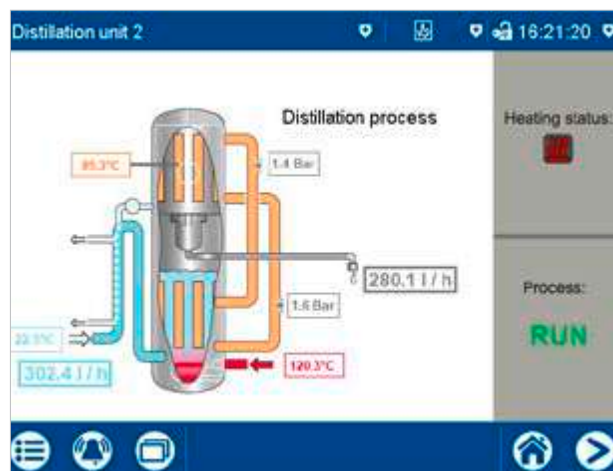 Distillation unit 2
16:21:20
Distillation process
Heating status:
1.4 Bar
280.1 l / h
1.6 Bar
Process:
RUN
302.4 l / h
120.3°C